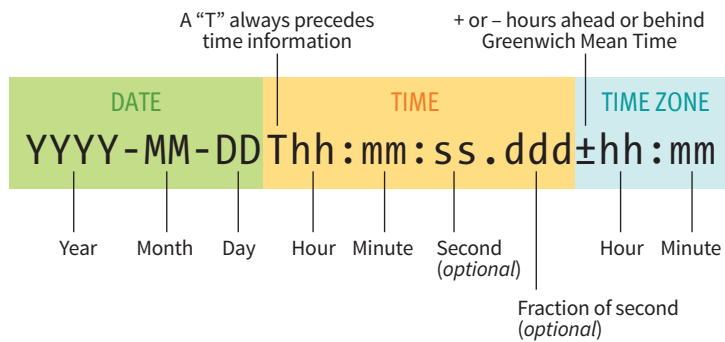 A “T” always precedes
time information
+ or – hours ahead or behind
Greenwich Mean Time
DATE
TIME
TIME ZONE
YYYY-MM-DDThh:mm:ss.ddd±hh:mm
Year
Month
Day
Hour
Minute
Second
(optional)
Hour
Minute
Fraction of second
(optional)